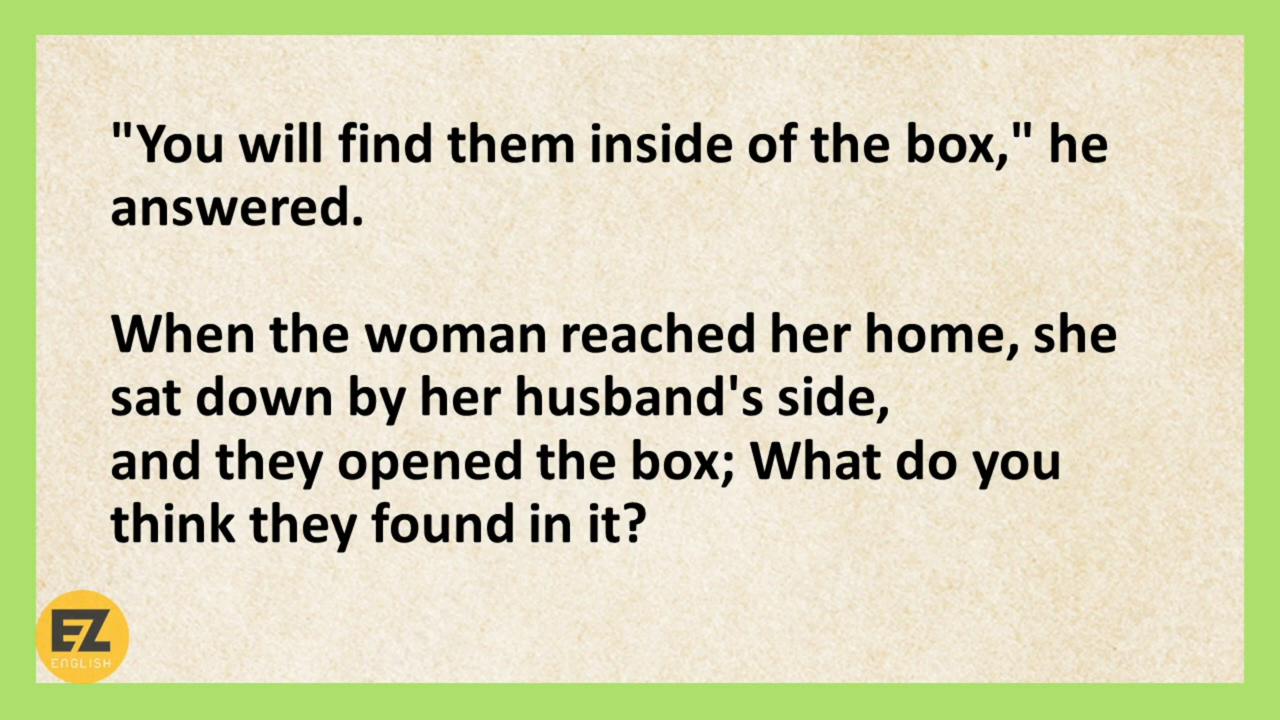 "You will find them inside of the box," he
answered.
When the woman reached her home, she
sat down by her husband's side,
and they opened the box; What do you
think they found in it?
EZ
ENGLISH